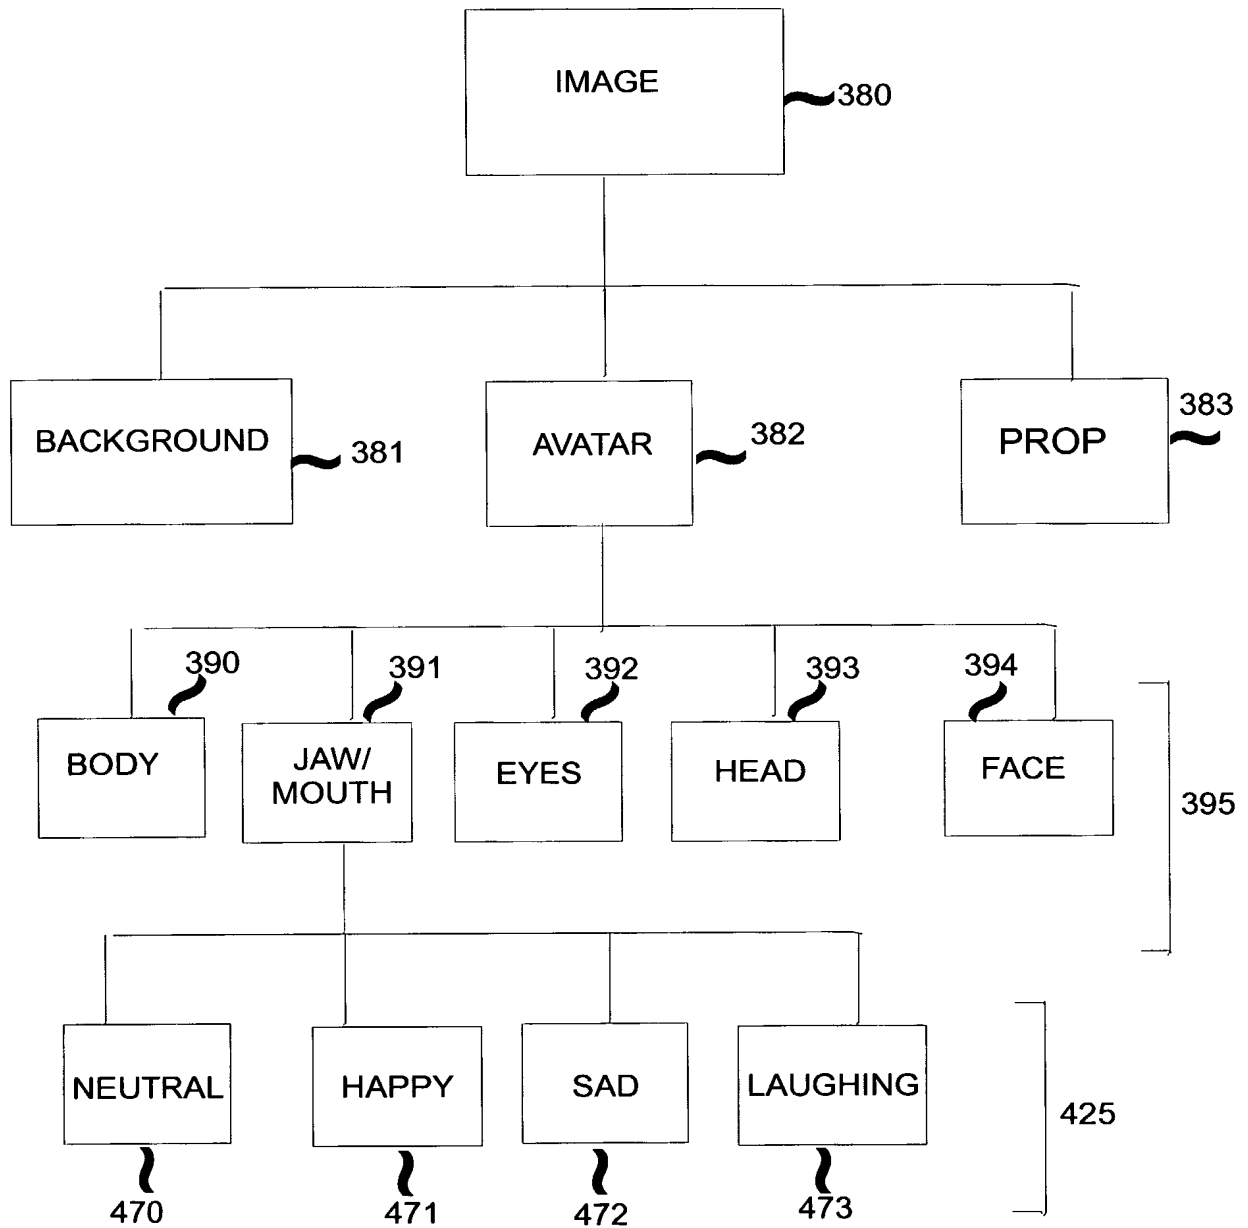 IMAGE
380
BACKGROUND
381
AVATAR
382
PROP
383
390
391
392
393
394
BODY
JAW/
MOUTH
EYES
HEAD
FACE
395
NEUTRAL
HAPPY
SAD
LAUGHING
425
470
471
472
473